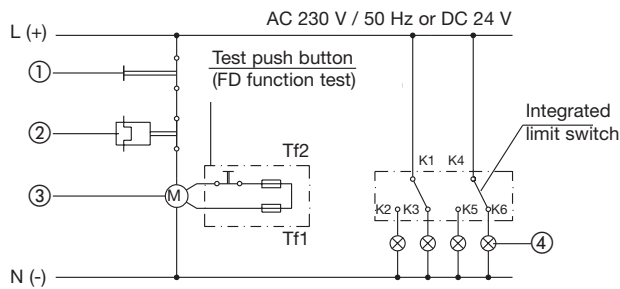 AC 230 V / 50 Hz or DC 24 V
L (+)
1
Test push button
(FD function test)
2
Integrated
limit switch
Tf2
K1 K4
3
M
K2 K3 K5 K6
Tf1
4
N (-)